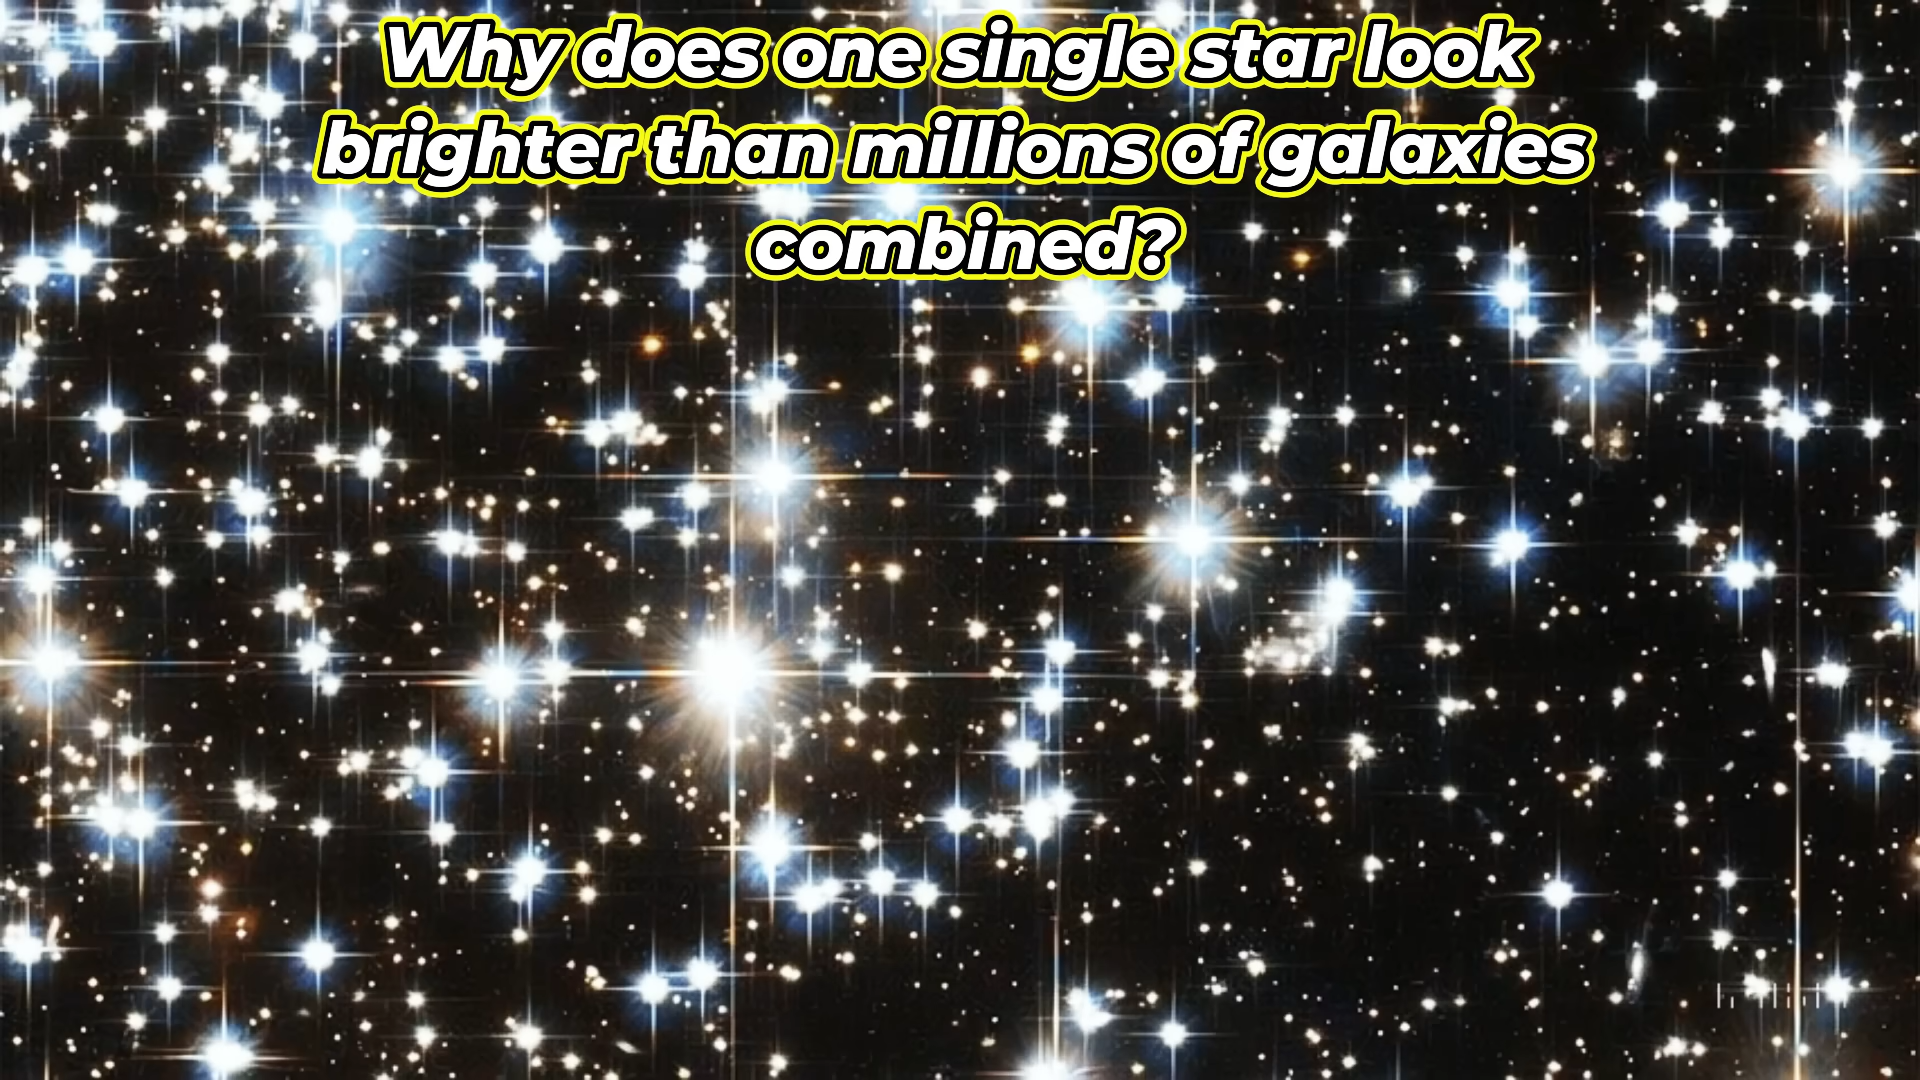 Why does one single star look
brighter than millions of galaxies
combined?